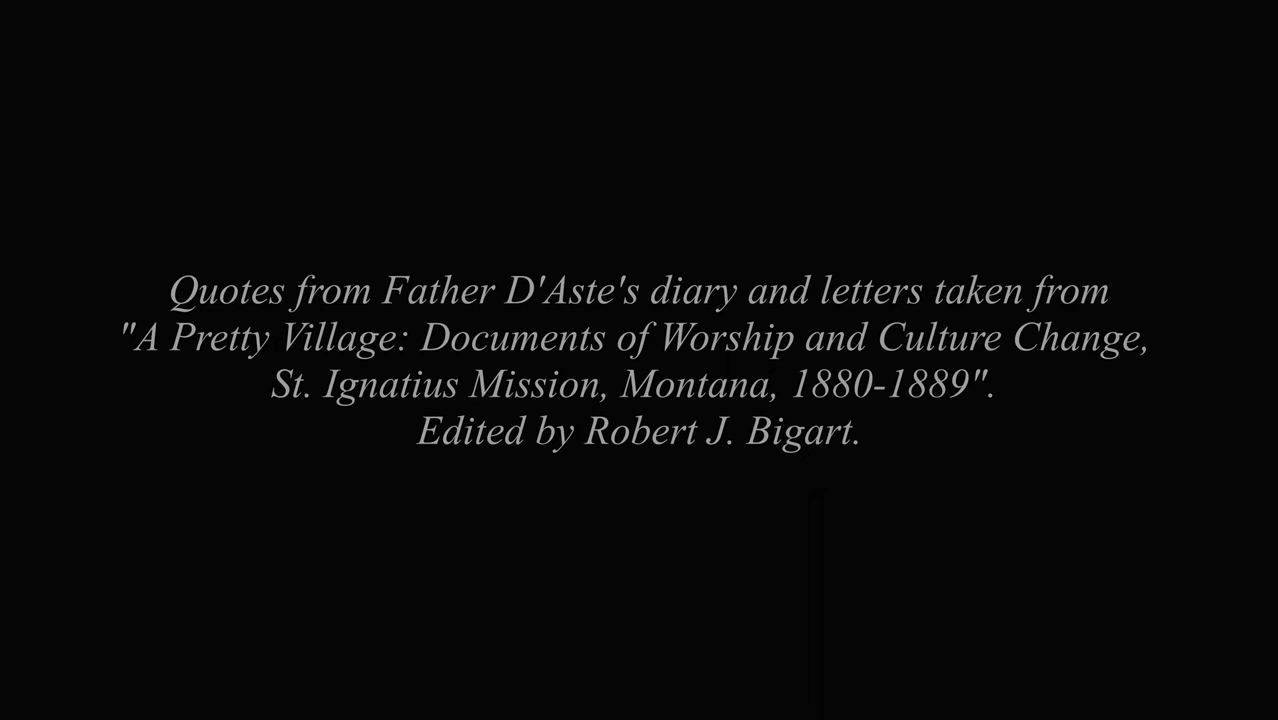 Quotes from Father D'Aste's diary and letters taken from
"A Pretty Village: Documents of Worship and Culture Change,
St. Ignatius Mission, Montana, 1880-1889".
Edited by Robert J. Bigart.